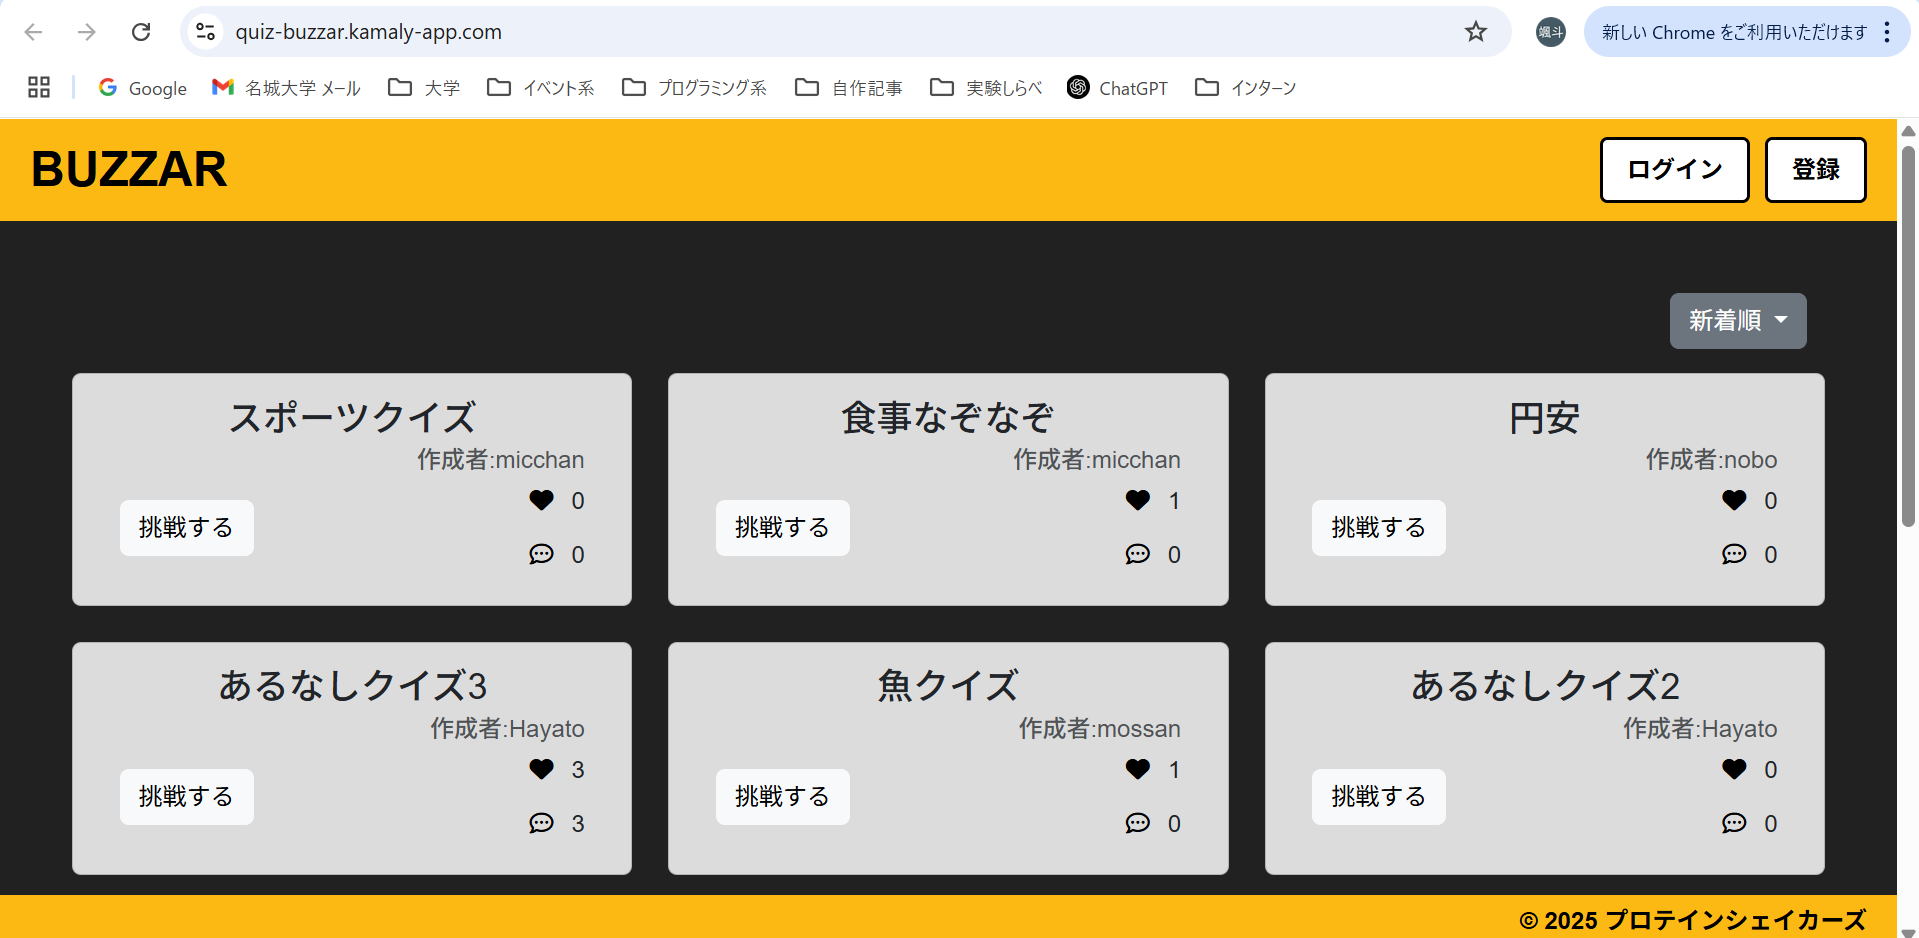 quiz-buzzar.kamaly-app.com
颯斗
新しい Chrome をご利用いただけます
Google
名城大学 メール
大学
イベント系
プログラミング系
自作記事
実験しらべ
ChatGPT
インターン
BUZZAR
ログイン
登録
新着順
スポーツクイズ
作成者:micchan
0
挑戦する
0
食事なぞなぞ
作成者:micchan
1
挑戦する
0
円安
作成者:nobo
0
挑戦する
0
あるなしクイズ3
作成者:Hayato
3
挑戦する
3
魚クイズ
作成者:mossan
1
挑戦する
0
あるなしクイズ2
作成者:Hayato
0
挑戦する
0
© 2025 プロテインシェイカーズ